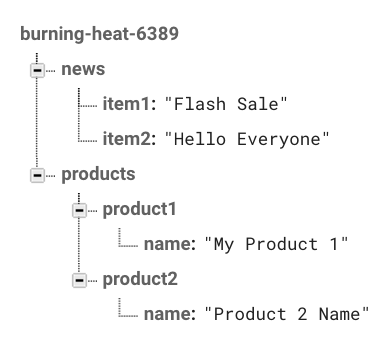 burning-heat-6389
news
item1: "Flash Sale"
item2: "Hello Everyone"
products
product1
name: "My Product 1"
product2
name: "Product 2 Name"